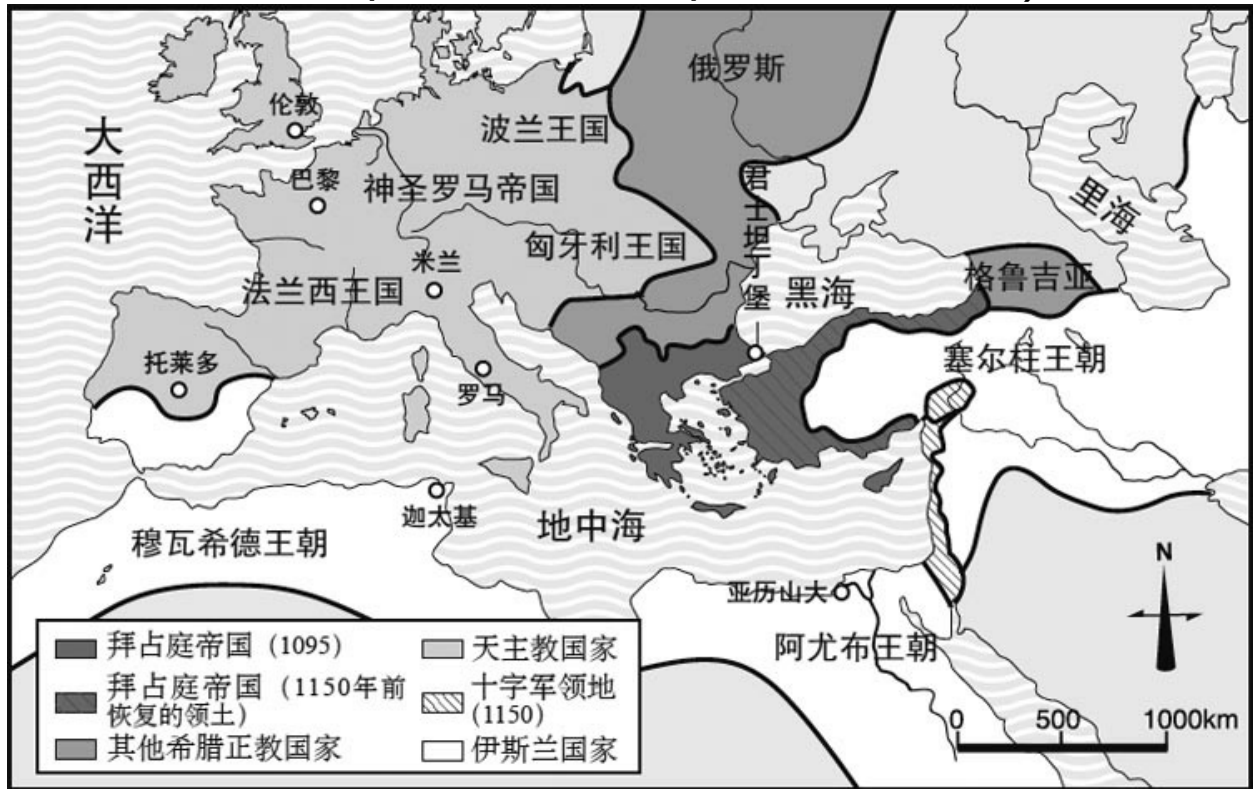 俄罗斯
伦敦
波兰王国
大西洋
巴黎
神圣罗马帝国
君士坦丁堡
里海
匈牙利王国
米兰
法兰西王国
黑海
格鲁吉亚
托莱多
罗马
塞尔柱王朝
迦太基
地中海
穆瓦希德王朝
亚历山大
阿尤布王朝
N
拜占庭帝国 (1095)
拜占庭帝国 (1150年前
恢复的领土)
其他希腊正教国家
天主教国家
十字军领地
(1150)
伊斯兰国家
0 500 1000km